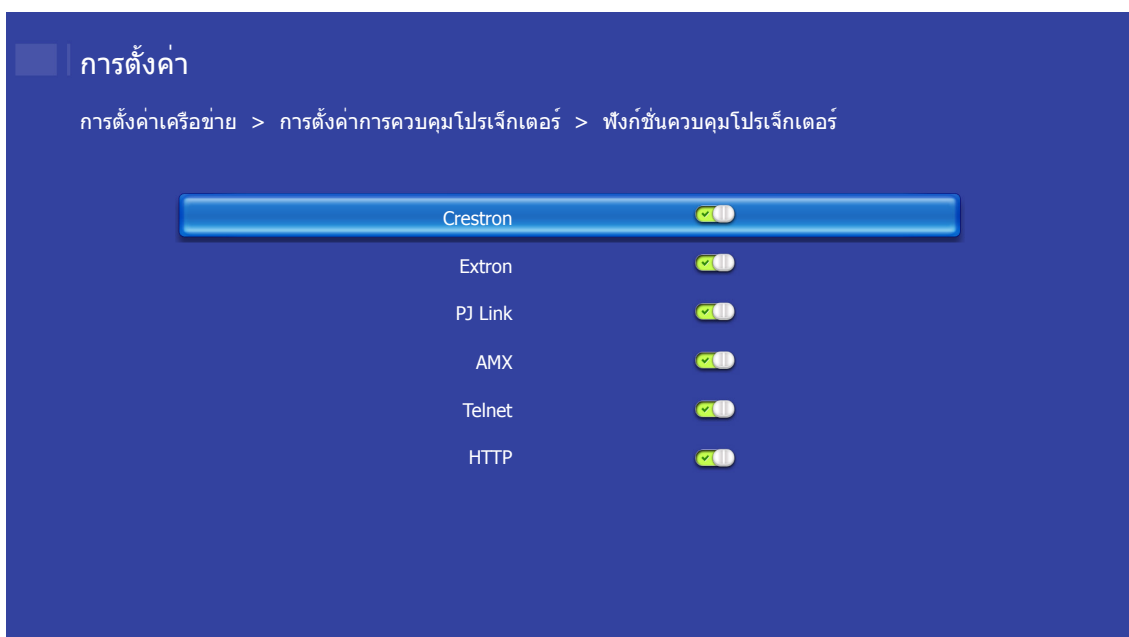 การตั้งค่า
การตั้งค่าเครือข่าย > การตั้งค่าการควบคุมโปรเจ็กเตอร์ > ฟังก์ชั่นควบคุมโปรเจ็กเตอร์
Crestron
Extron
PJ Link
AMX
Telnet
HTTP